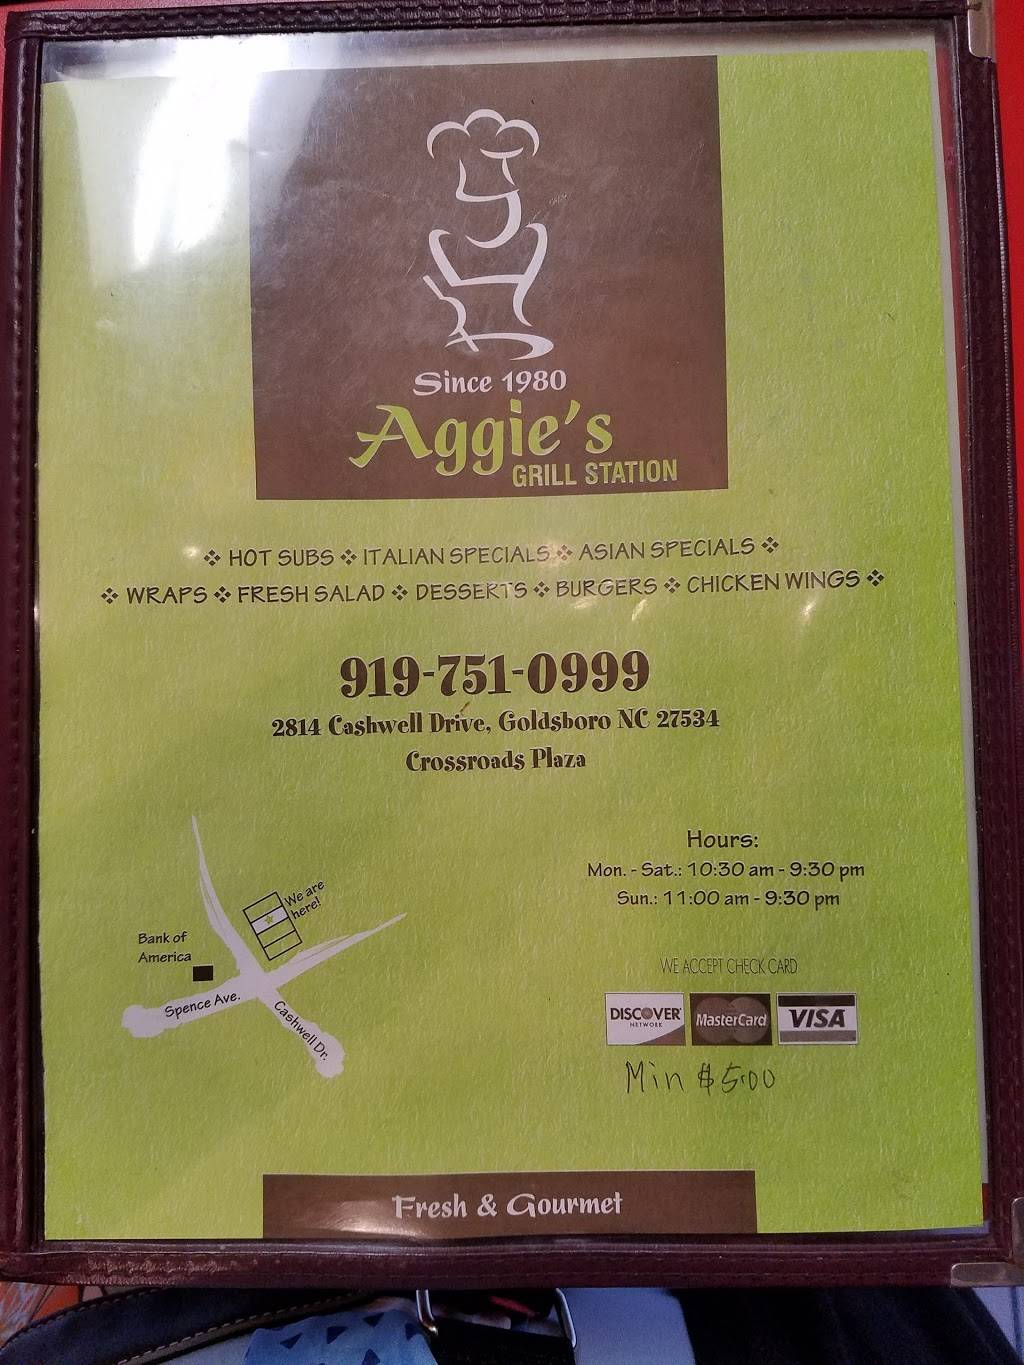 Since 1980
Aggie's
GRILL STATION
❖ HOT SUBS ❖ ITALIAN SPECIALS ❖ ASIAN SPECIALS ❖
❖ WRAPS ❖ FRESH SALAD ❖ DESSERTS ❖ BURGERS ❖ CHICKEN WINGS ❖
919-751-0999
2814 Cashwell Drive, Goldsboro NC 27534
Crossroads Plaza
We are
here!
Bank of
America
Spence Ave.
Cashwell Dr.
Hours:
Mon. - Sat.: 10:30 am - 9:30 pm
Sun.: 11:00 am - 9:30 pm
WE ACCEPT CHECK CARD
DISCOVER
NETWORK
MasterCard
VISA
Min $5.00
Fresh & Gourmet